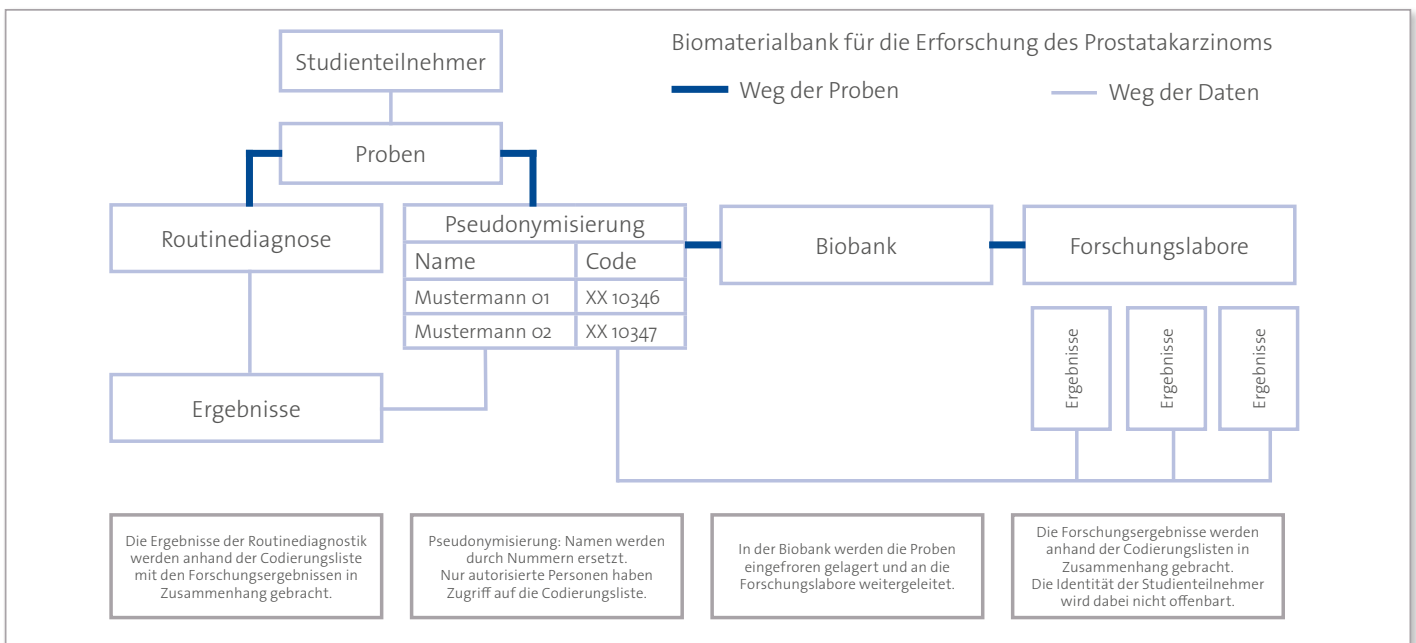 Biomaterialbank für die Erforschung des Prostatakarzinoms
Weg der Proben
Weg der Daten
Studienteilnehmer
Proben
Routinediagnose
Pseudonymisierung
Name
Code
Mustermann 01
XX 10346
Mustermann 02
XX 10347
Biobank
Forschungslabore
Ergebnisse
Ergebnisse
Ergebnisse
Ergebnisse
Die Ergebnisse der Routinediagnostik
werden anhand der Codierungsliste
mit den Forschungsergebnissen in
Zusammenhang gebracht.
Pseudonymisierung: Namen werden
durch Nummern ersetzt.
Nur autorisierte Personen haben
Zugriff auf die Codierungsliste.
In der Biobank werden die Proben
eingefroren gelagert und an die
Forschungslabore weitergeleitet.
Die Forschungsergebnisse werden
anhand der Codierungslisten in
Zusammenhang gebracht.
Die Identität der Studienteilnehmer
wird dabei nicht offenbart.